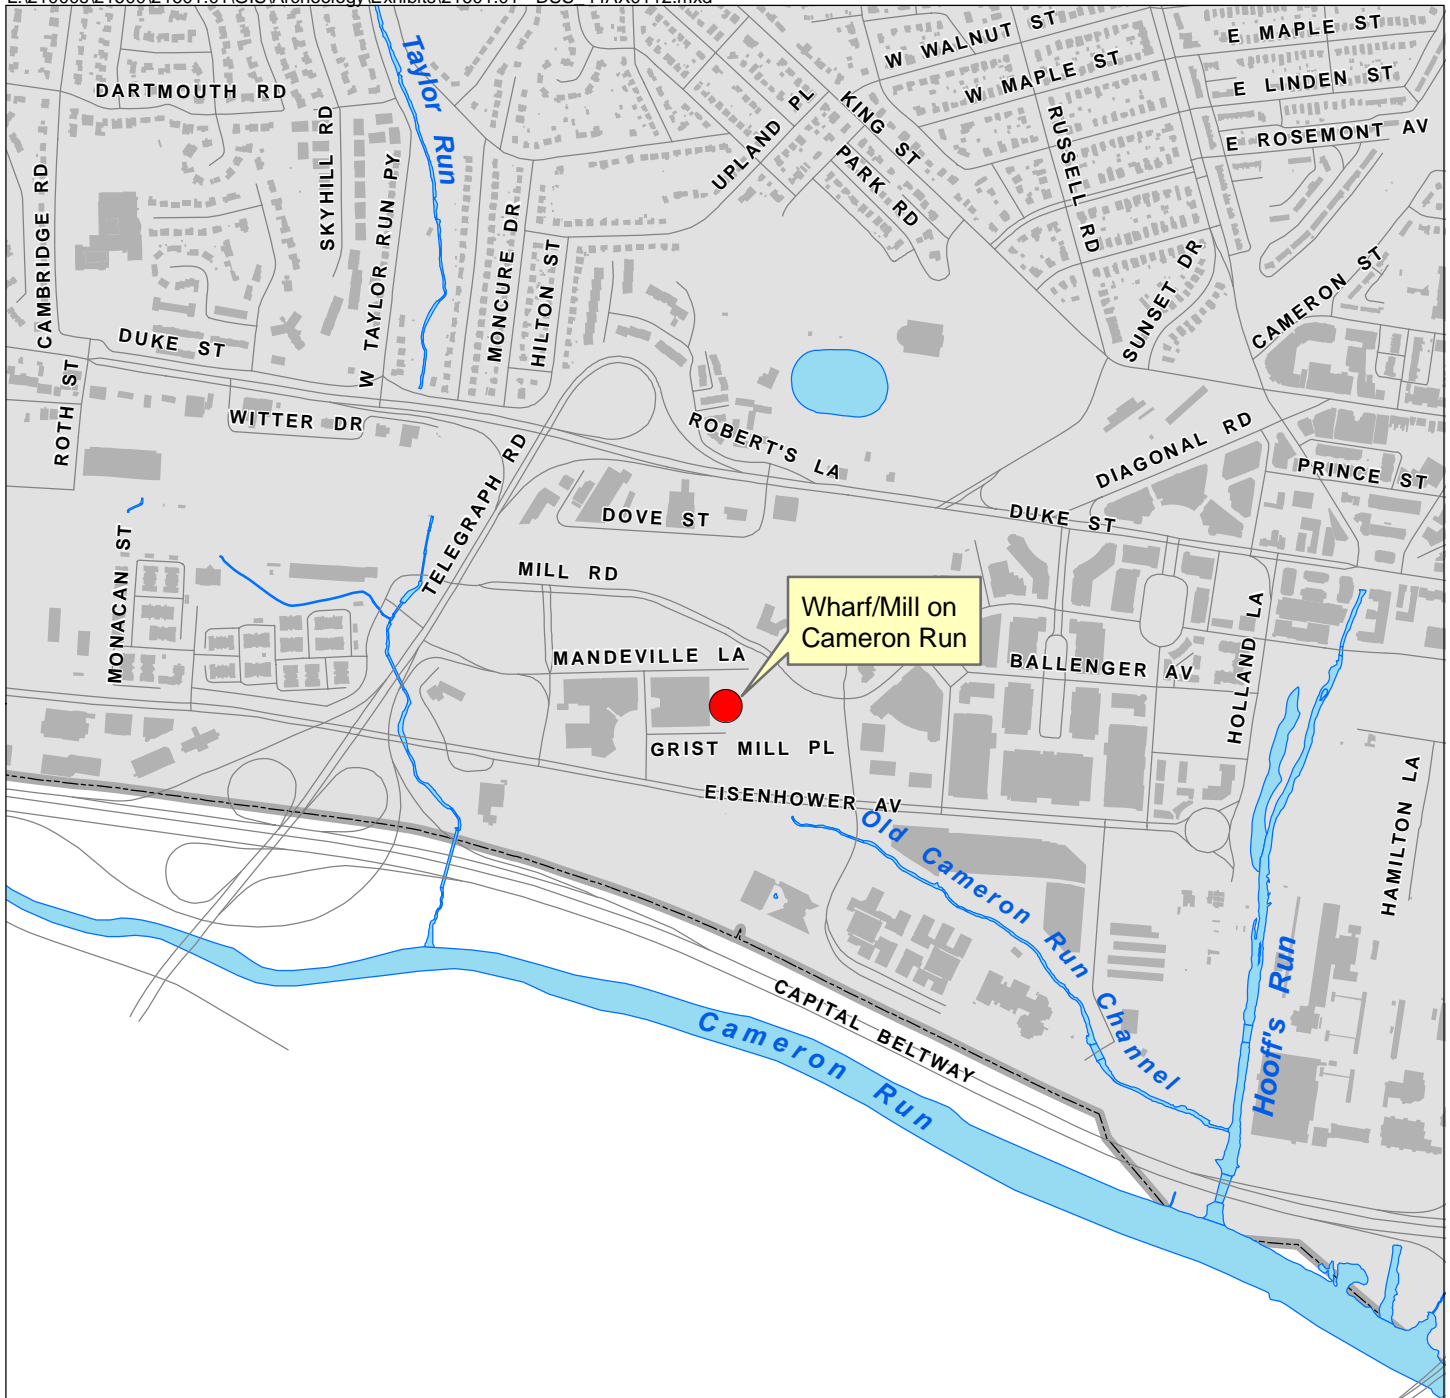 Taylor Run
W WALNUT ST
E MAPLE ST
W MAPLE ST
E LINDEN ST
DARTMOUTH RD
UPLAND PL
KING ST
RUSSELL RD
E ROSEMONT AV
SKYHILL RD
PARK RD
CAMBRIDGE RD
W TAYLOR RUN PY
MONCURE DR
HILTON ST
SUNSET DR
CAMERON ST
DUKE ST
ROTH ST
WITTER DR
ROBERT'S LA
DIAGONAL RD
PRINCE ST
TELEGRAPH RD
DOVE ST
DUKE ST
MONACAN ST
MILL RD
Wharf/Mill on
Cameron Run
HOLLAND LA
MANDEVILLE LA
BALLENGER AV
GRIST MILL PL
EISENHOWER AV
HAMILTON LA
Old Cameron Run Channel
Hooff's Run
CAPITAL BELTWAY
Cameron Run